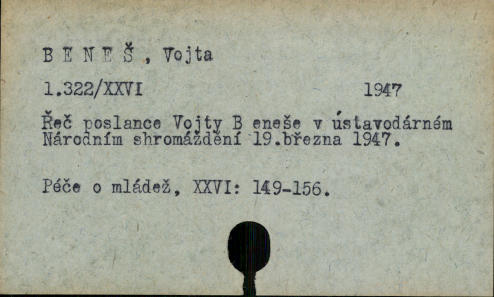 B E N E Š , Vojta
1.322/XXVI 1947
Řeč poslance Vojty B eneše v ústavodárném
Národním shromáždění 19.března 1947.
Péče o mládež, XXVI: 149-156.